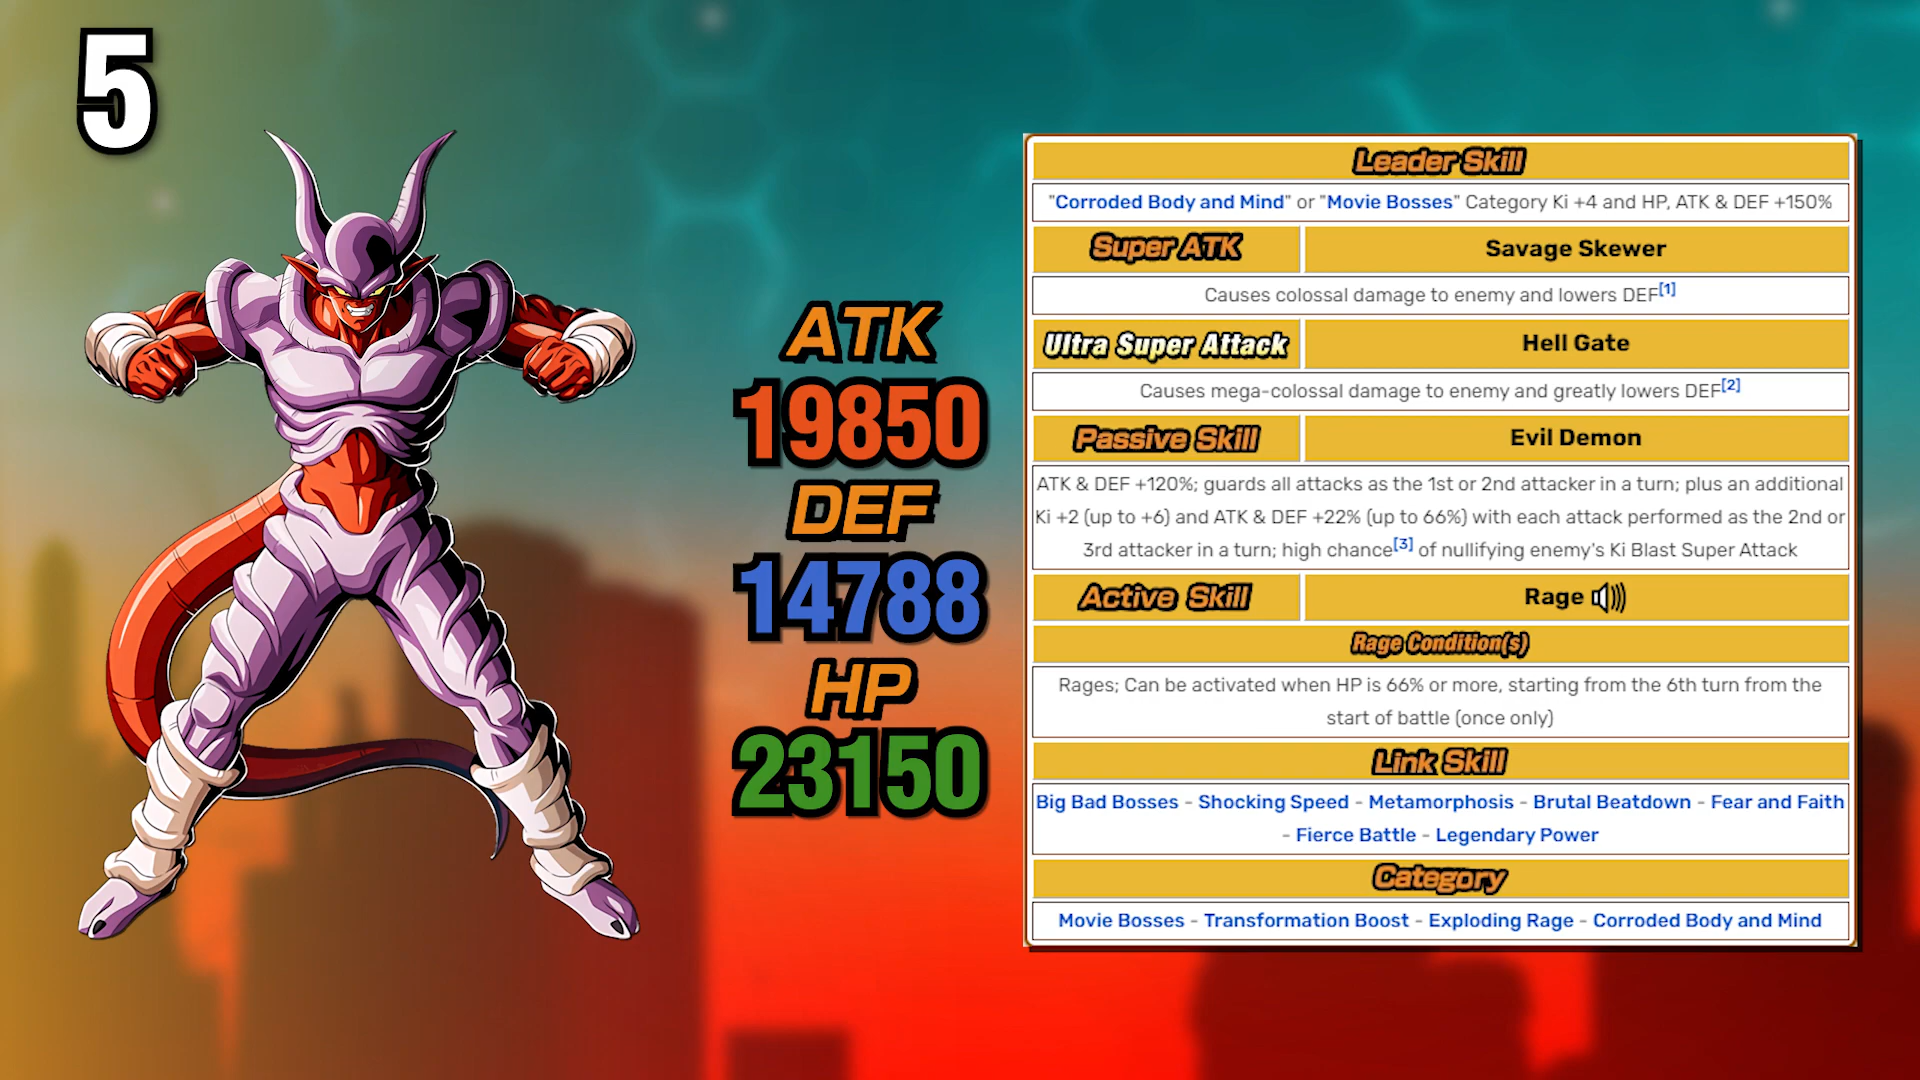 5
ATK
19850
DEF
14788
HP
23150
Leader Skill
"Corroded Body and Mind" or "Movie Bosses" Category Ki +4 and HP, ATK & DEF +150%
Super ATK
Savage Skewer
Causes colossal damage to enemy and lowers DEF[1]
Ultra Super Attack
Hell Gate
Causes mega-colossal damage to enemy and greatly lowers DEF[2]
Passive Skill
Evil Demon
ATK & DEF +120%; guards all attacks as the 1st or 2nd attacker in a turn; plus an additional
Ki +2 (up to +6) and ATK & DEF +22% (up to 66%) with each attack performed as the 2nd or
3rd attacker in a turn; high chance[3] of nullifying enemy's Ki Blast Super Attack
Active Skill
Rage
Rage Condition(s)
Rages; Can be activated when HP is 66% or more, starting from the 6th turn from the
start of battle (once only)
Link Skill
Big Bad Bosses - Shocking Speed - Metamorphosis - Brutal Beatdown - Fear and Faith
- Fierce Battle - Legendary Power
Category
Movie Bosses - Transformation Boost - Exploding Rage - Corroded Body and Mind